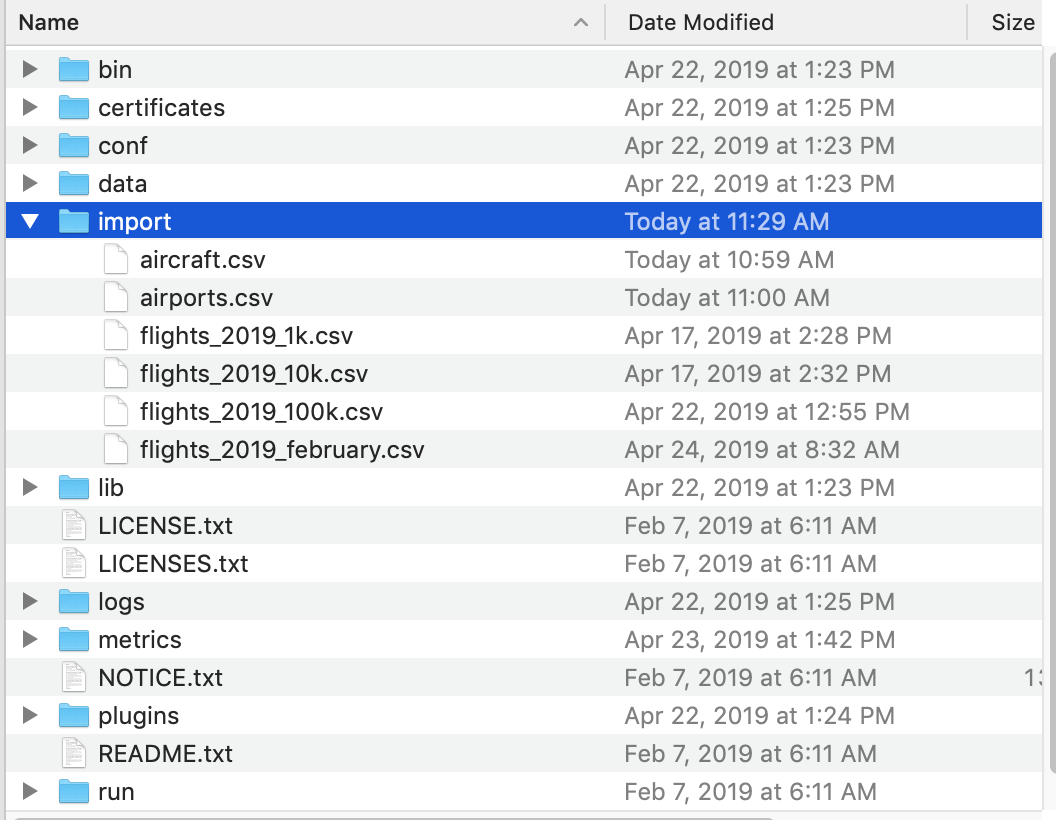 Name Date Modified Size
bin Apr 22, 2019 at 1:23 PM
certificates Apr 22, 2019 at 1:25 PM
conf Apr 22, 2019 at 1:23 PM
data Apr 22, 2019 at 1:23 PM
import Today at 11:29 AM
aircraft.csv Today at 10:59 AM
airports.csv Today at 11:00 AM
flights_2019_1k.csv Apr 17, 2019 at 2:28 PM
flights_2019_10k.csv Apr 17, 2019 at 2:32 PM
flights_2019_100k.csv Apr 22, 2019 at 12:55 PM
flights_2019_february.csv Apr 24, 2019 at 8:32 AM
lib Apr 22, 2019 at 1:23 PM
LICENSE.txt Feb 7, 2019 at 6:11 AM
LICENSES.txt Feb 7, 2019 at 6:11 AM
logs Apr 22, 2019 at 1:25 PM
metrics Apr 23, 2019 at 1:42 PM
NOTICE.txt Feb 7, 2019 at 6:11 AM
plugins Apr 22, 2019 at 1:24 PM
README.txt Feb 7, 2019 at 6:11 AM
run Feb 7, 2019 at 6:11 AM